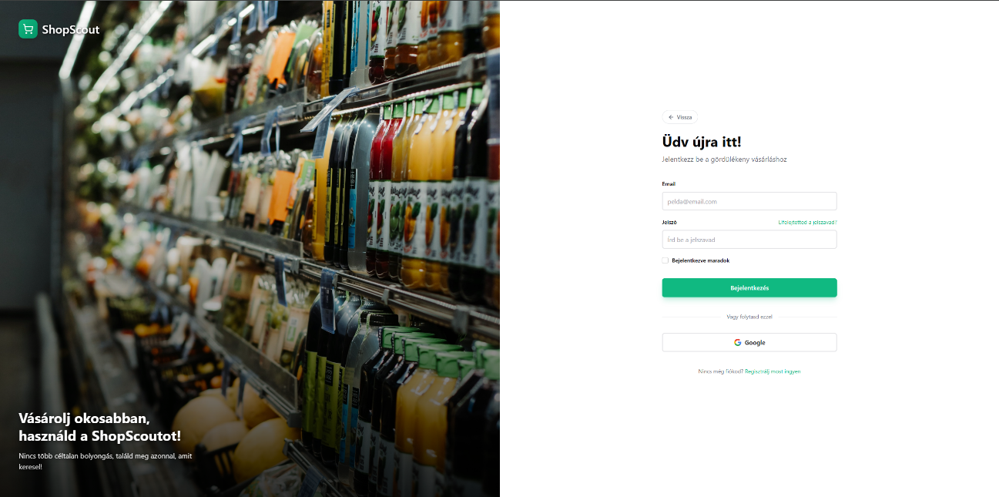 ShopScout
Vásárolj okosabban,
használd a ShopScoutot!
Nincs több céltalan bolyongás, találd meg azonnal, amit
keresel!
Vissza
Üdv újra itt!
Jelentkezz be a gördülékeny vásárláshoz
Email
pelda@email.com
Jelszó
Elfelejtetted a jelszavad?
Írd be a jelszavad
Bejelentkezve maradok
Bejelentkezés
Vagy folytasd ezzel
Google
Nincs még fiókod? Regisztrálj most ingyen